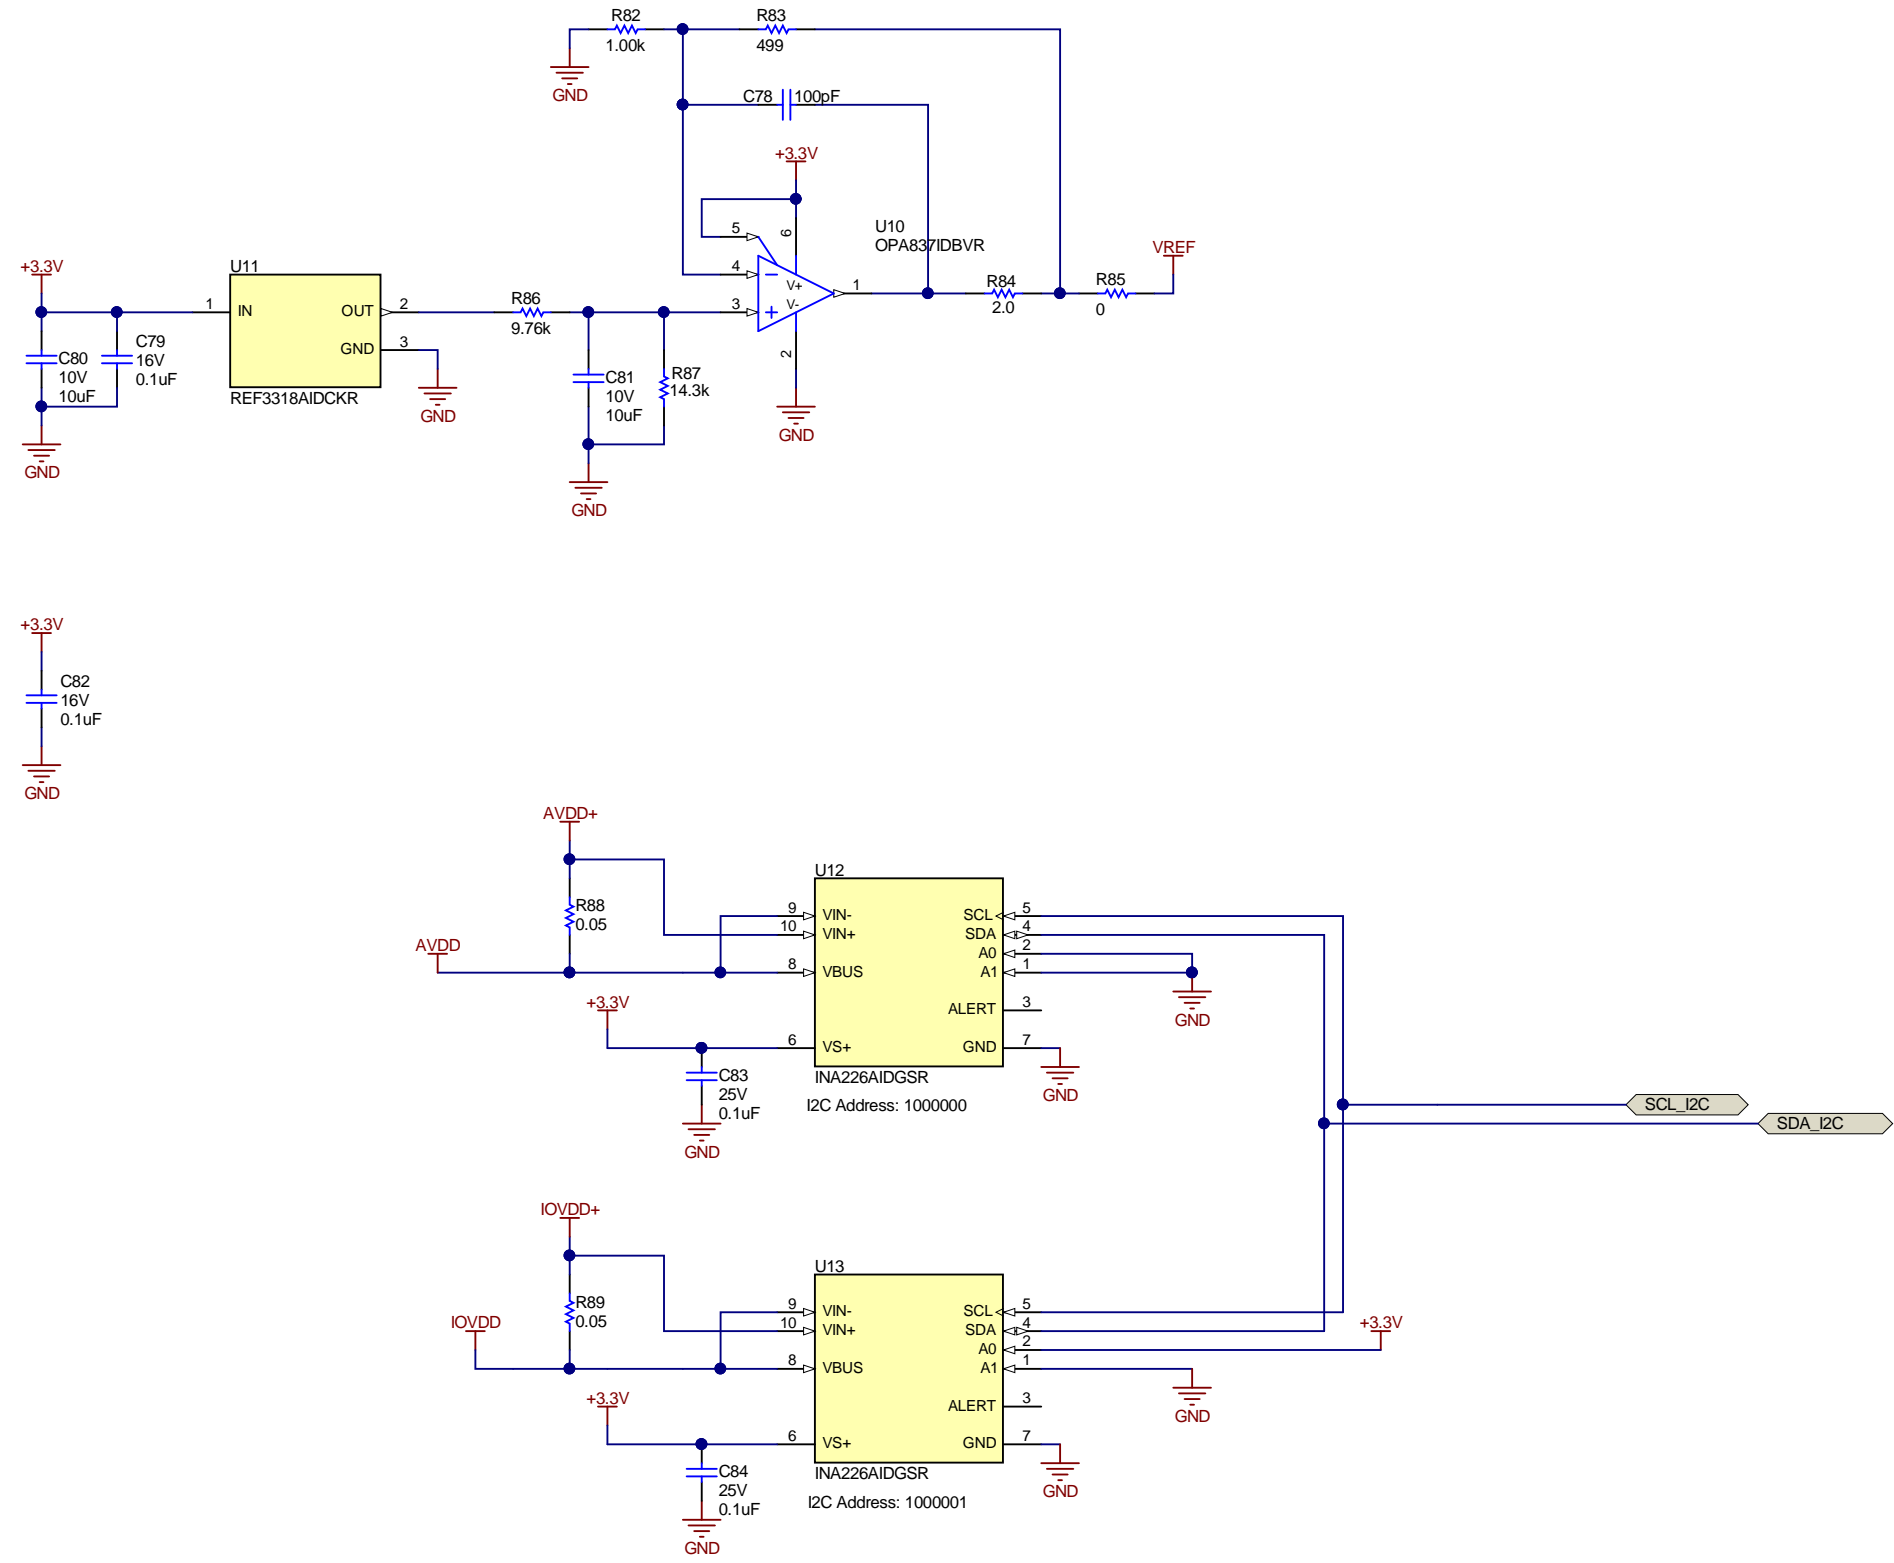 R82
1.00k
R83
499
GND
C78
100pF
+3.3V
5
6
4
3
V+
V-
1
2
U10
OPA837IDBVR
R84
2.0
R85
0
VREF
GND
+3.3V
C80
10V
10uF
C79
16V
0.1uF
GND
U11
1
IN
OUT
2
GND
3
REF3318AIDCKR
GND
R86
9.76k
C81
10V
10uF
R87
14.3k
GND
+3.3V
C82
16V
0.1uF
GND
AVDD+
R88
0.05
AVDD
+3.3V
C83
25V
0.1uF
GND
U12
9
VIN-
10
VIN+
8
VBUS
6
VS+
SCL
5
SDA
4
A0
2
A1
1
ALERT
3
GND
7
INA226AIDGSR
I2C Address: 1000000
GND
GND
SCL_I2C
SDA_I2C
IOVDD+
R89
0.05
IOVDD
+3.3V
C84
25V
0.1uF
GND
U13
9
VIN-
10
VIN+
8
VBUS
6
VS+
SCL
5
SDA
4
A0
2
A1
1
ALERT
3
GND
7
INA226AIDGSR
I2C Address: 1000001
+3.3V
GND
GND